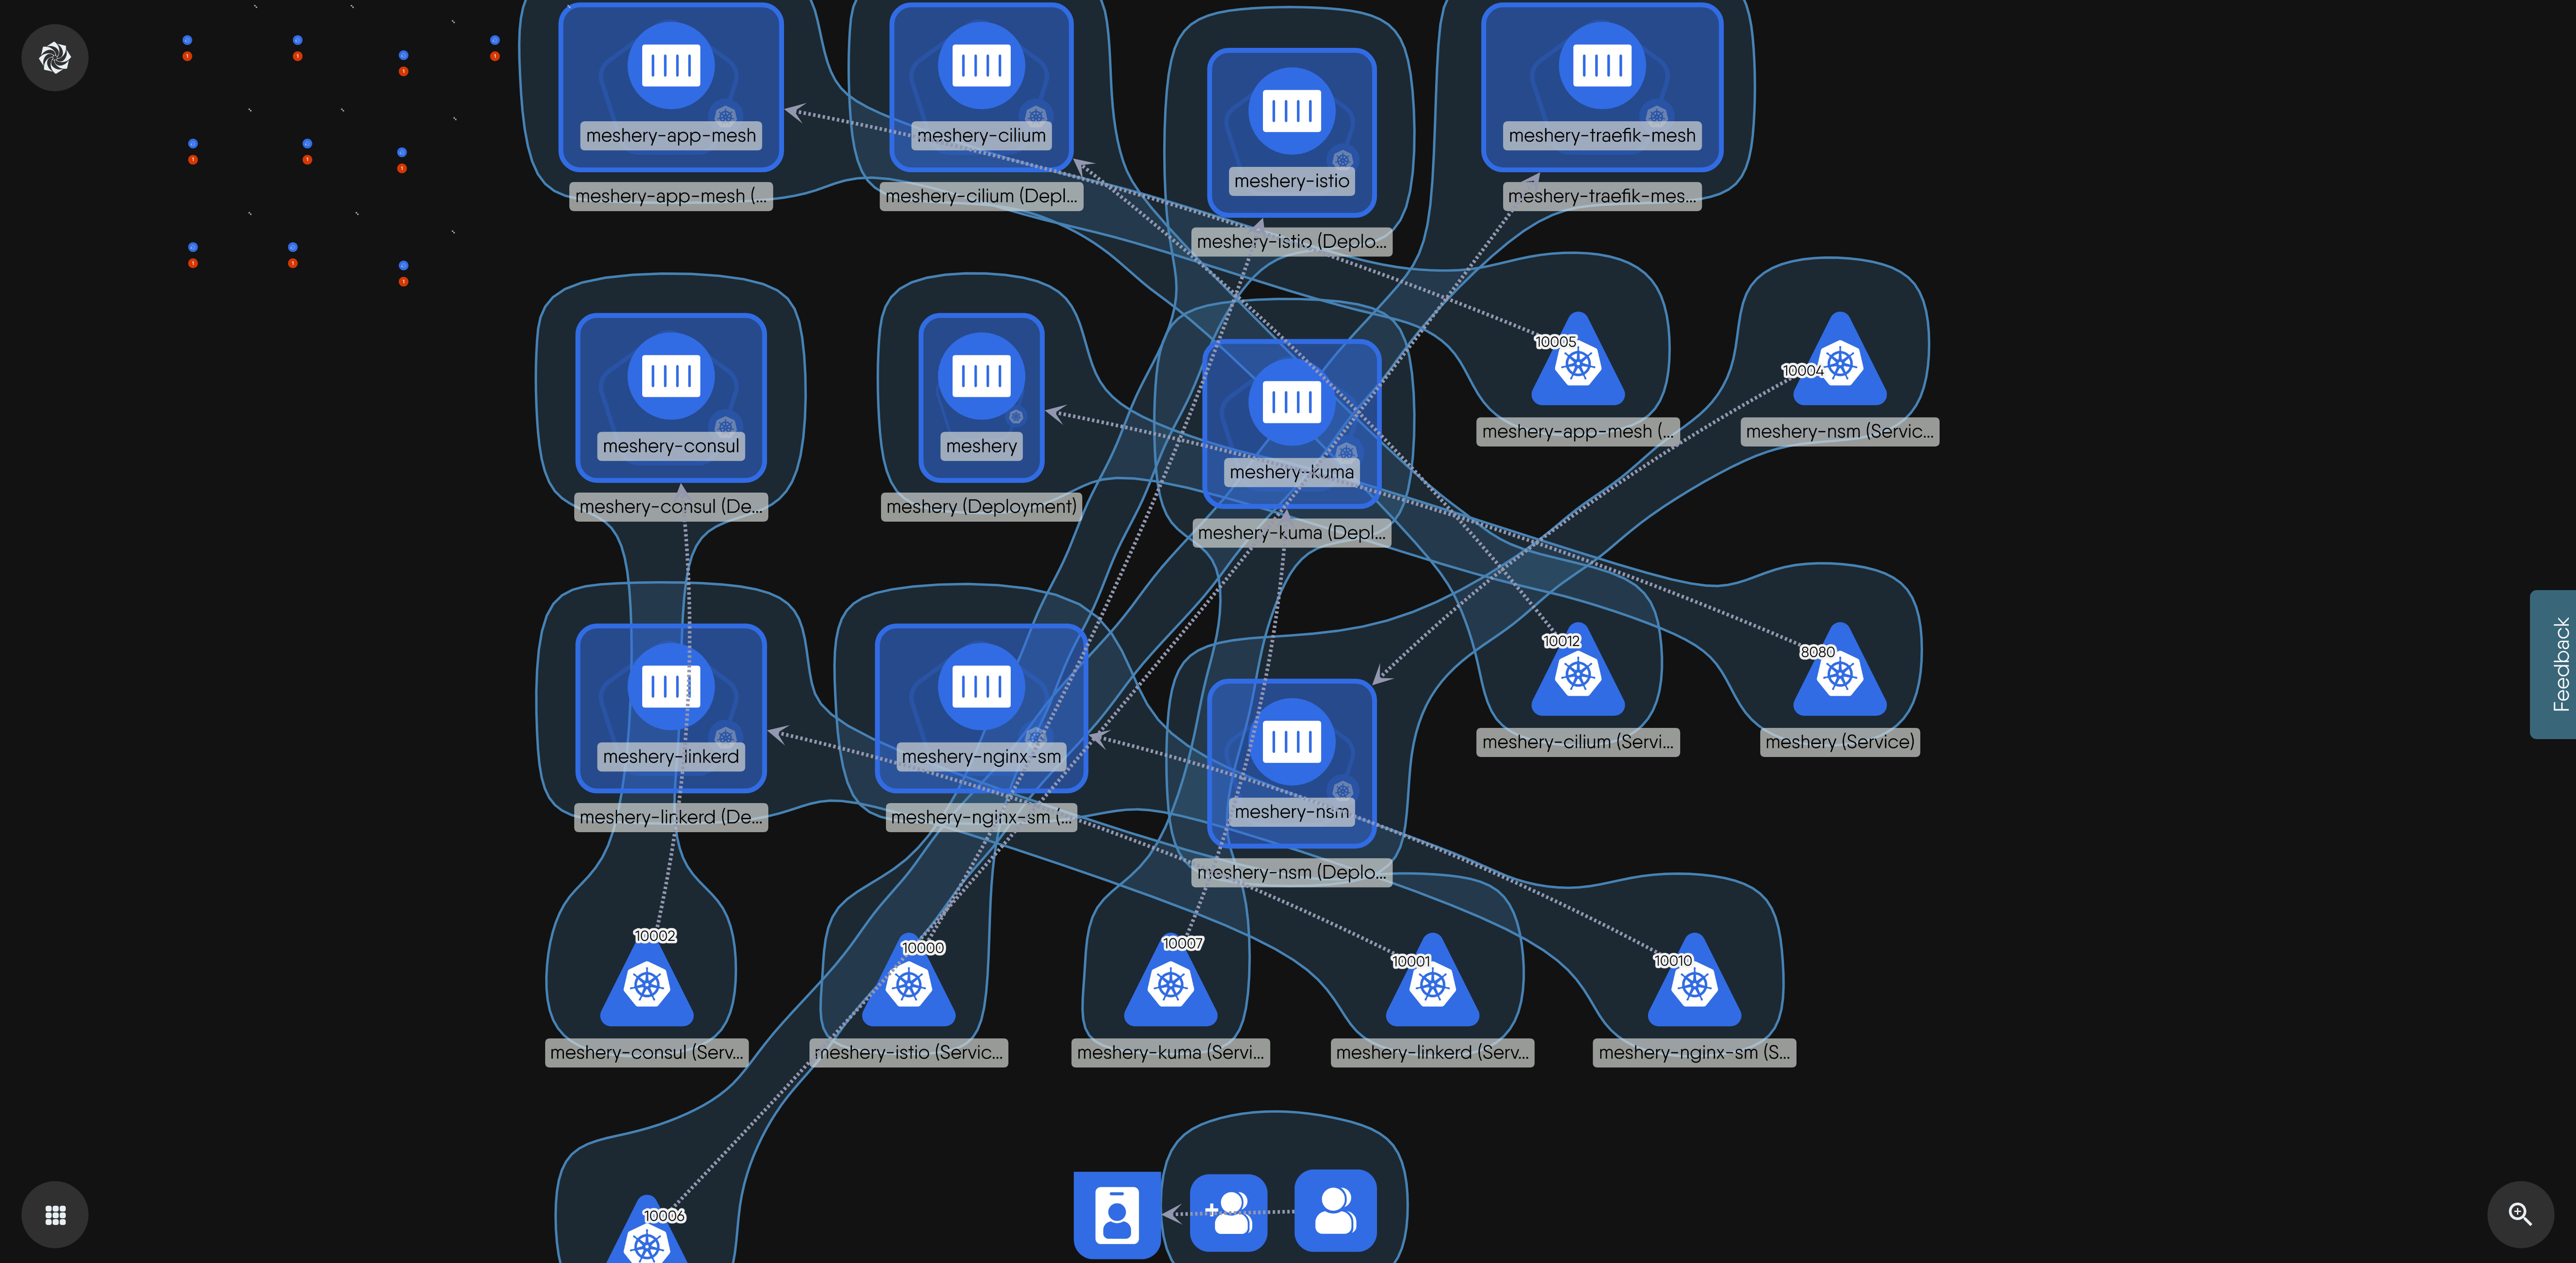 meshery-app-mesh
meshery-cilium
meshery-istio
meshery-traefik-mesh
meshery-app-mesh (...
meshery-cilium (Depl...
meshery-istio (Deplo...
meshery-traefik-mes...
10005
10004
meshery-consul
meshery
meshery-kuma
meshery-app-mesh (...
meshery-nsm (Servic...
meshery-consul (De...
meshery (Deployment)
meshery-kuma (Depl...
10012
8080
meshery-linkerd
meshery-nginx-sm
meshery-nsm
meshery-cilium (Servi...
meshery (Service)
meshery-linkerd (De...
meshery-nginx-sm (...
meshery-nsm (Deplo...
10002
10000
10007
10001
10010
meshery-consul (Serv...
meshery-istio (Servic...
meshery-kuma (Servi...
meshery-linkerd (Serv...
meshery-nginx-sm (S...
10006
Feedback